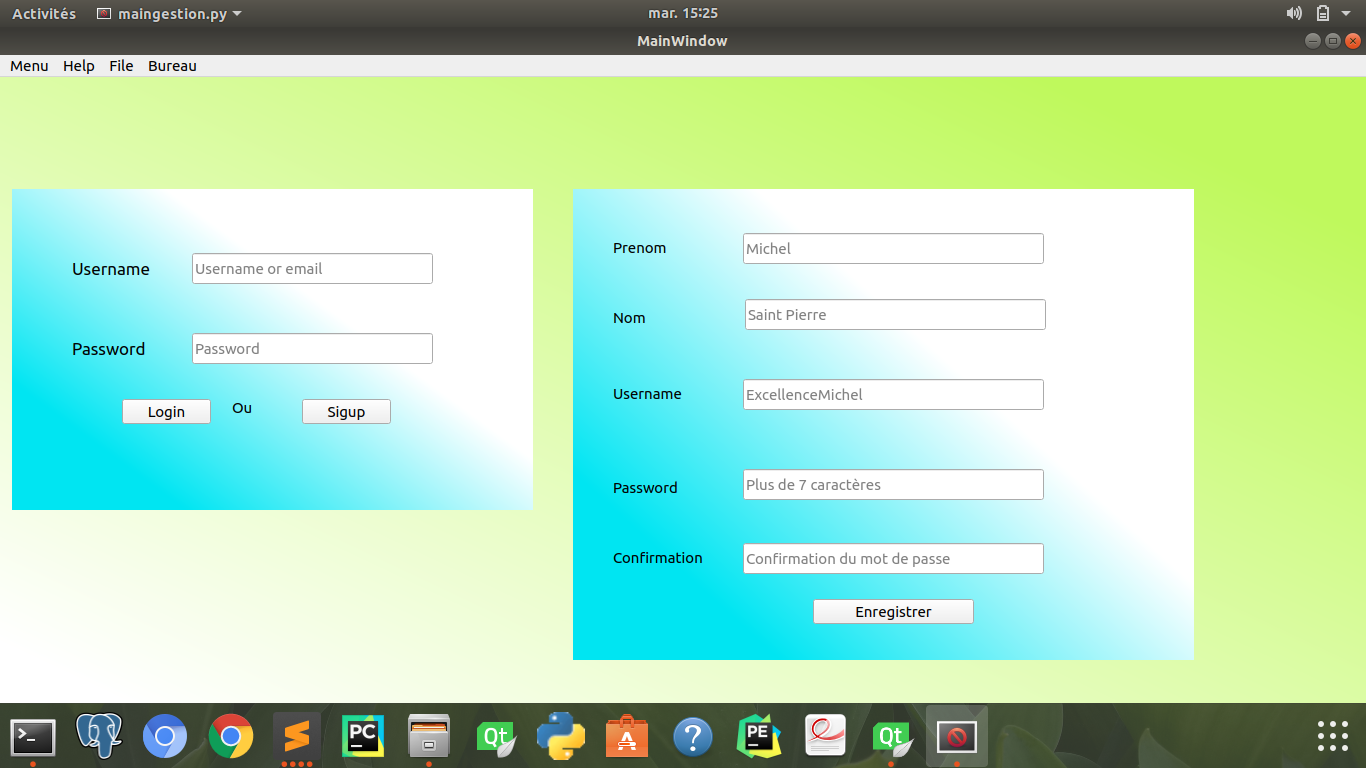 Activités maingestion.py mar. 15:25
MainWindow
Menu Help File Bureau
Username Username or email
Password Password
Login Ou Sigup
Prenom Michel
Nom Saint Pierre
Username ExcellenceMichel
Password Plus de 7 caractères
Confirmation Confirmation du mot de passe
Enregistrer
>_ PC Qt A ? PE Qt